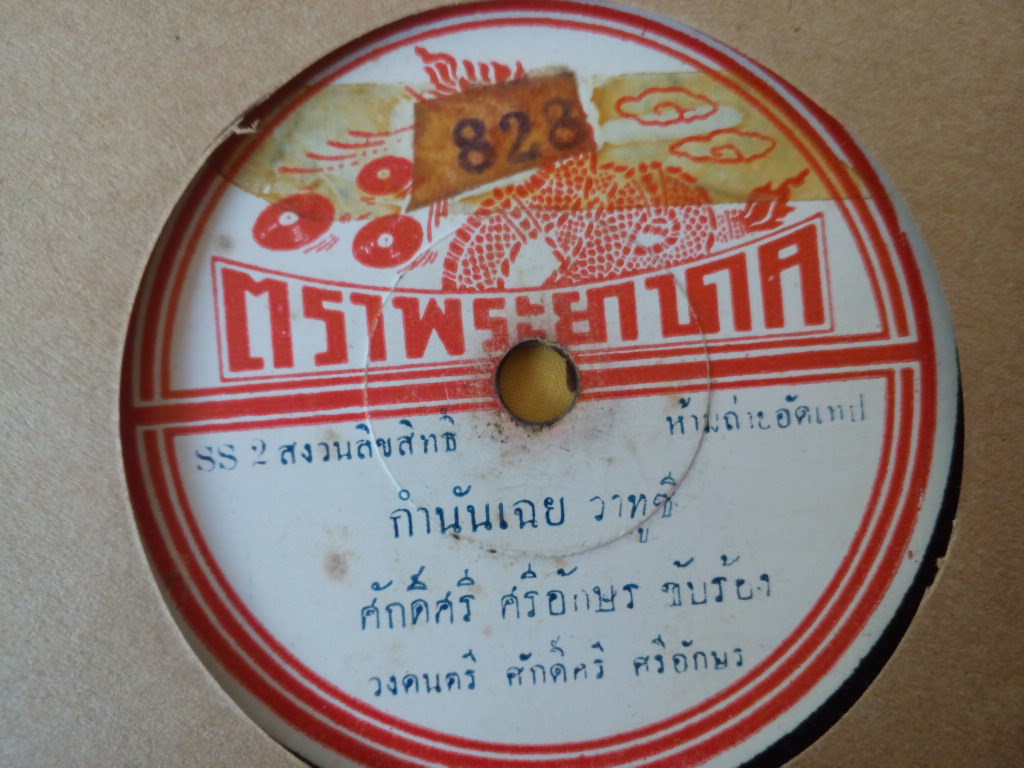 828
ตราพระยานาค
SS 2 สงวนลิขสิทธิ์ ห้ามถ่ายอัดเทป
กำนันเฉย วาทูซี่
ศักดิ์ศรี ศรีอักษร ขับร้อง
วงดนตรี ศักดิ์ศรี ศรีอักษร